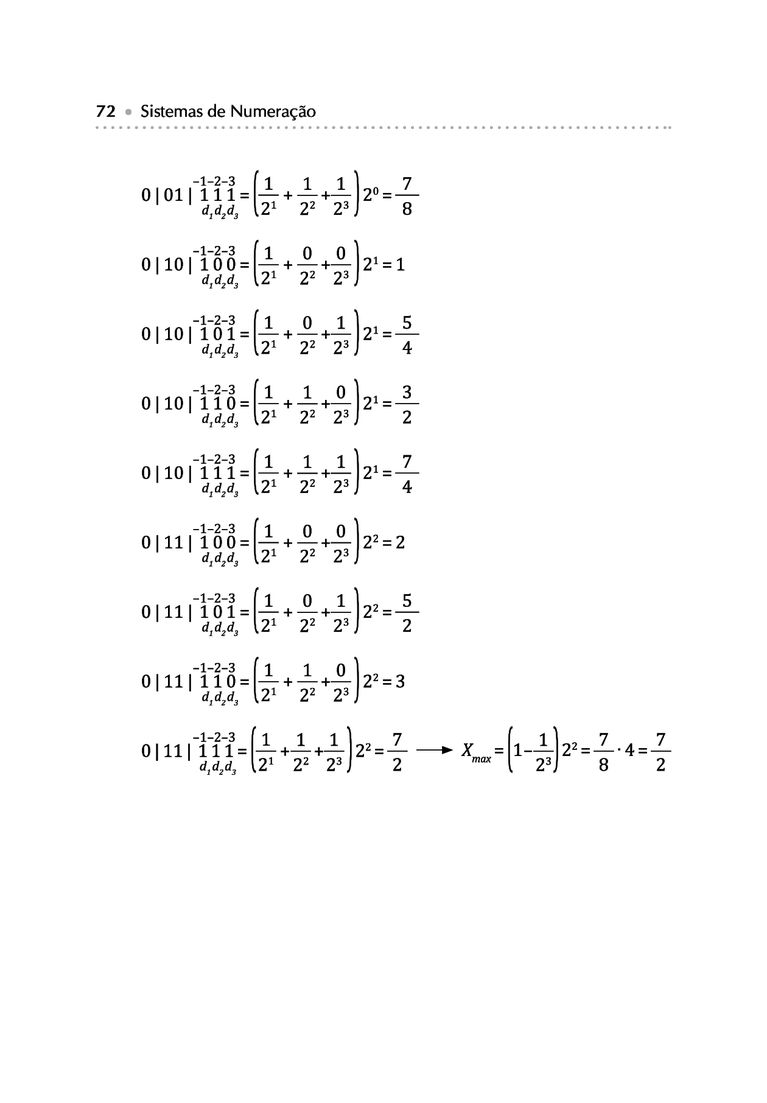 72 • Sistemas de Numeração
0 | 01 | 1 1 1 (−1−2−3; d₁d₂d₃) = (1/2¹ + 1/2² + 1/2³) 2⁰ = 7/8
0 | 10 | 1 0 0 (−1−2−3; d₁d₂d₃) = (1/2¹ + 0/2² + 0/2³) 2¹ = 1
0 | 10 | 1 0 1 (−1−2−3; d₁d₂d₃) = (1/2¹ + 0/2² + 1/2³) 2¹ = 5/4
0 | 10 | 1 1 0 (−1−2−3; d₁d₂d₃) = (1/2¹ + 1/2² + 0/2³) 2¹ = 3/2
0 | 10 | 1 1 1 (−1−2−3; d₁d₂d₃) = (1/2¹ + 1/2² + 1/2³) 2¹ = 7/4
0 | 11 | 1 0 0 (−1−2−3; d₁d₂d₃) = (1/2¹ + 0/2² + 0/2³) 2² = 2
0 | 11 | 1 0 1 (−1−2−3; d₁d₂d₃) = (1/2¹ + 0/2² + 1/2³) 2² = 5/2
0 | 11 | 1 1 0 (−1−2−3; d₁d₂d₃) = (1/2¹ + 1/2² + 0/2³) 2² = 3
0 | 11 | 1 1 1 (−1−2−3; d₁d₂d₃) = (1/2¹ + 1/2² + 1/2³) 2² = 7/2 → Xmax = (1 − 1/2³) 2² = 7/8 · 4 = 7/2